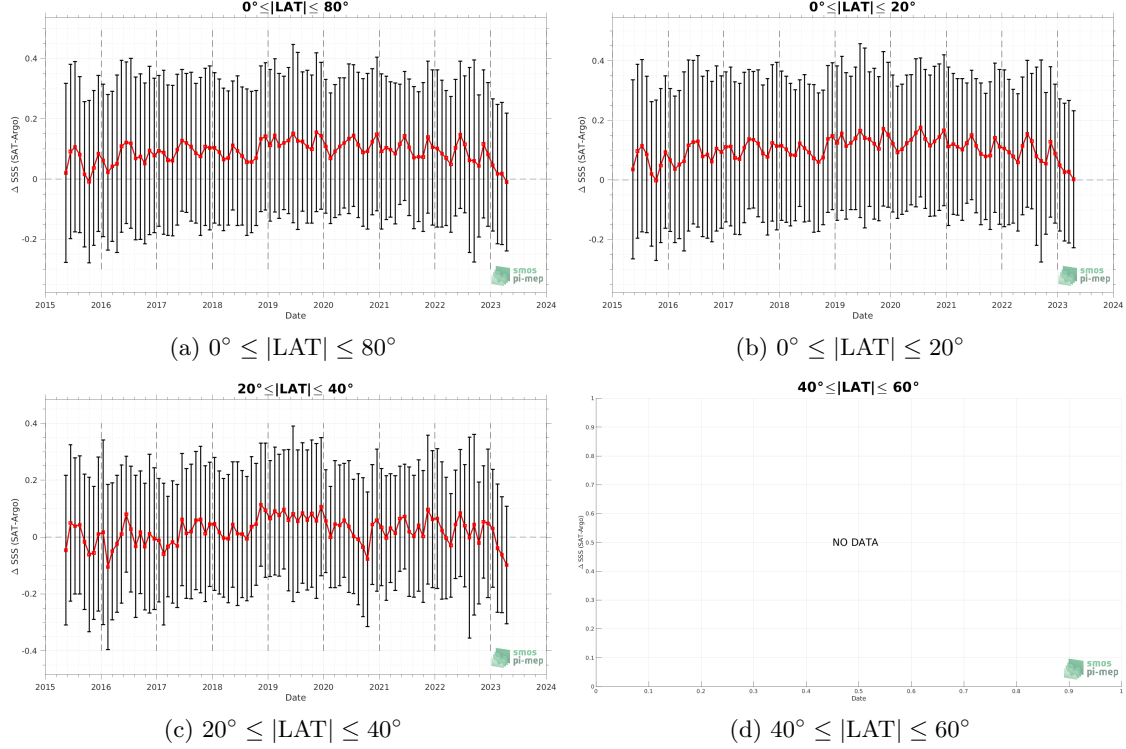 0°≤|LAT|≤ 80°
Δ SSS (SAT-Argo)
0.4
0.2
0
-0.2
2015 2016 2017 2018 2019 2020 2021 2022 2023 2024
Date
smos
pi-mep
(a) 0° ≤ |LAT| ≤ 80°
0°≤|LAT|≤ 20°
Δ SSS (SAT-Argo)
0.4
0.2
0
-0.2
2015 2016 2017 2018 2019 2020 2021 2022 2023 2024
Date
smos
pi-mep
(b) 0° ≤ |LAT| ≤ 20°
20°≤|LAT|≤ 40°
Δ SSS (SAT-Argo)
0.4
0.2
0
-0.2
-0.4
2015 2016 2017 2018 2019 2020 2021 2022 2023 2024
Date
smos
pi-mep
(c) 20° ≤ |LAT| ≤ 40°
40°≤|LAT|≤ 60°
Δ SSS (SAT-Argo)
1
0.9
0.8
0.7
0.6
0.5
0.4
0.3
0.2
0.1
0
NO DATA
0 0.1 0.2 0.3 0.4 0.5 0.6 0.7 0.8 0.9 1
Date
smos
pi-mep
(d) 40° ≤ |LAT| ≤ 60°